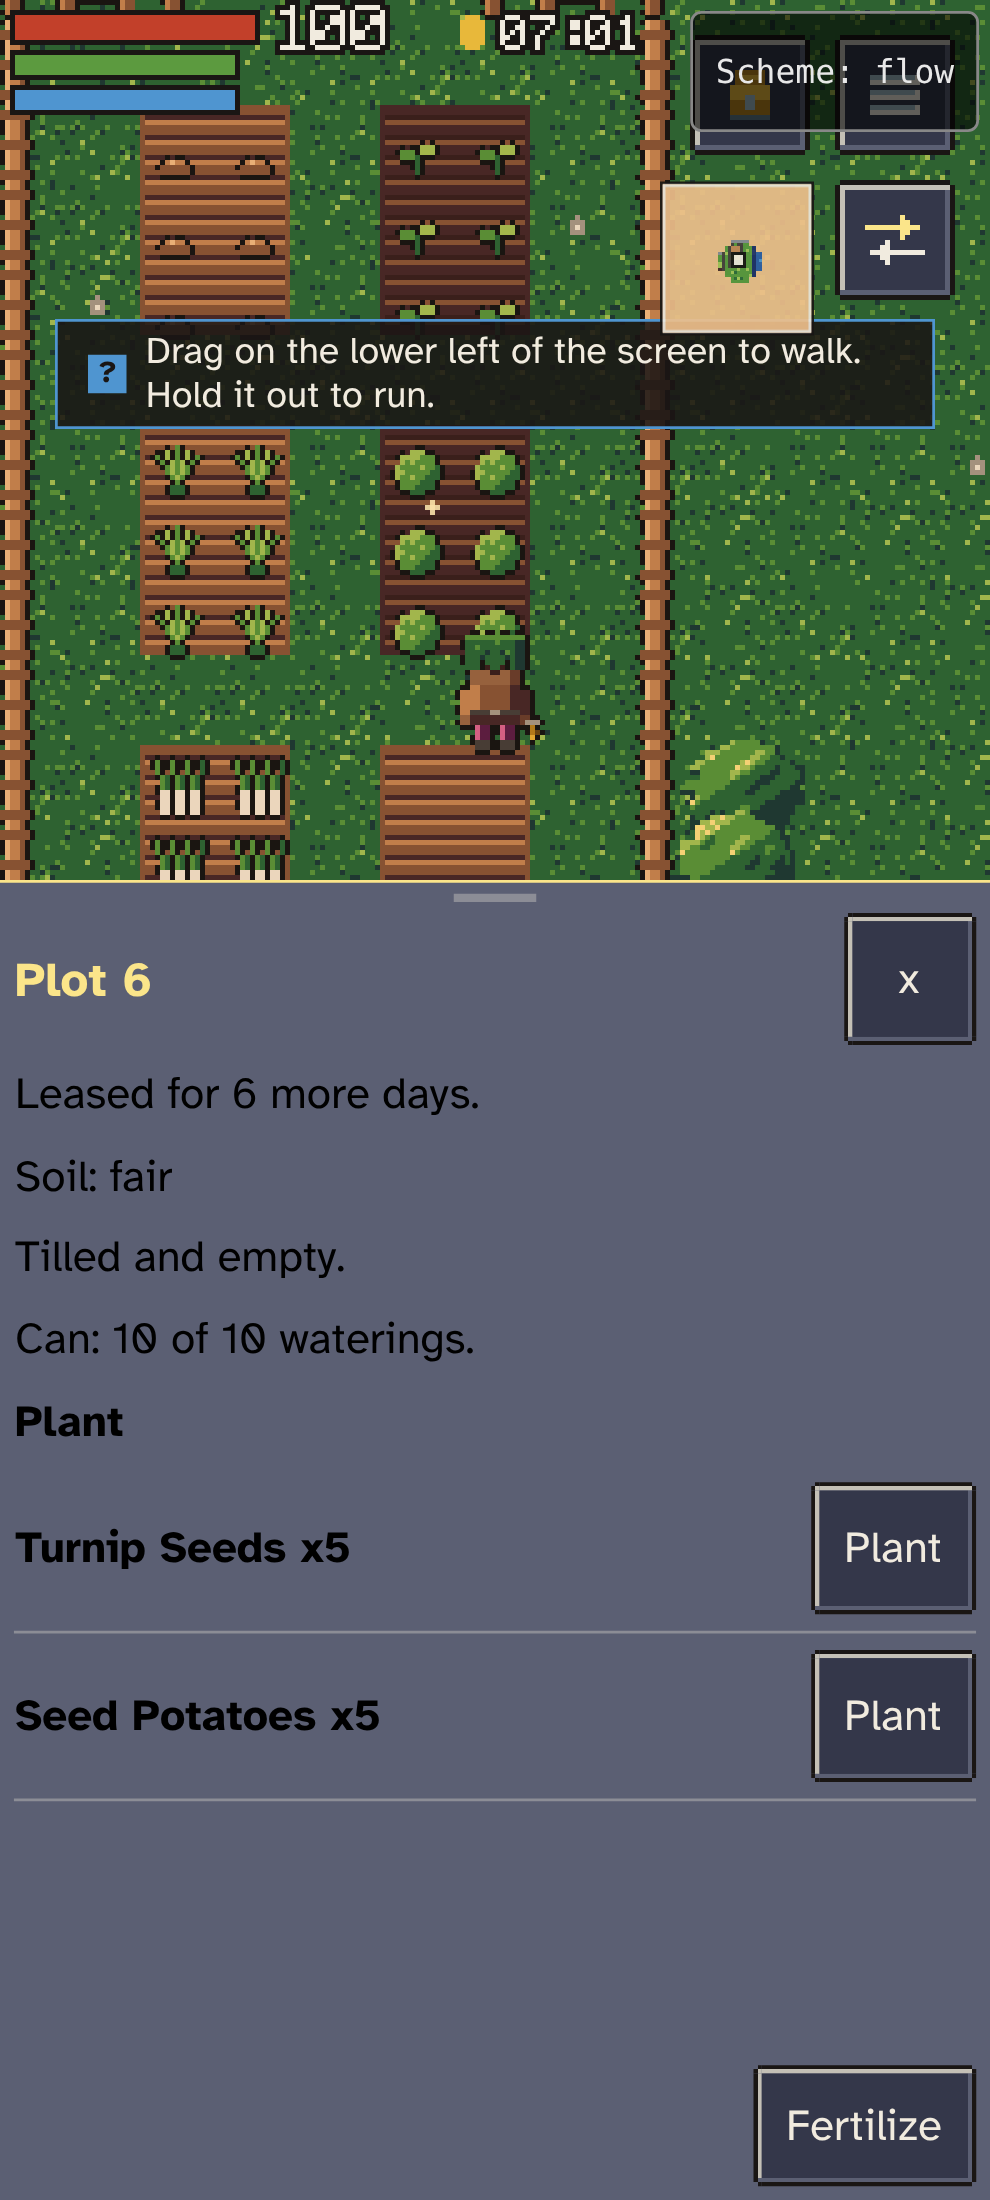 100
07:01
Scheme: flow
? Drag on the lower left of the screen to walk.
Hold it out to run.
Plot 6
x
Leased for 6 more days.
Soil: fair
Tilled and empty.
Can: 10 of 10 waterings.
Plant
Turnip Seeds x5
Plant
Seed Potatoes x5
Plant
Fertilize